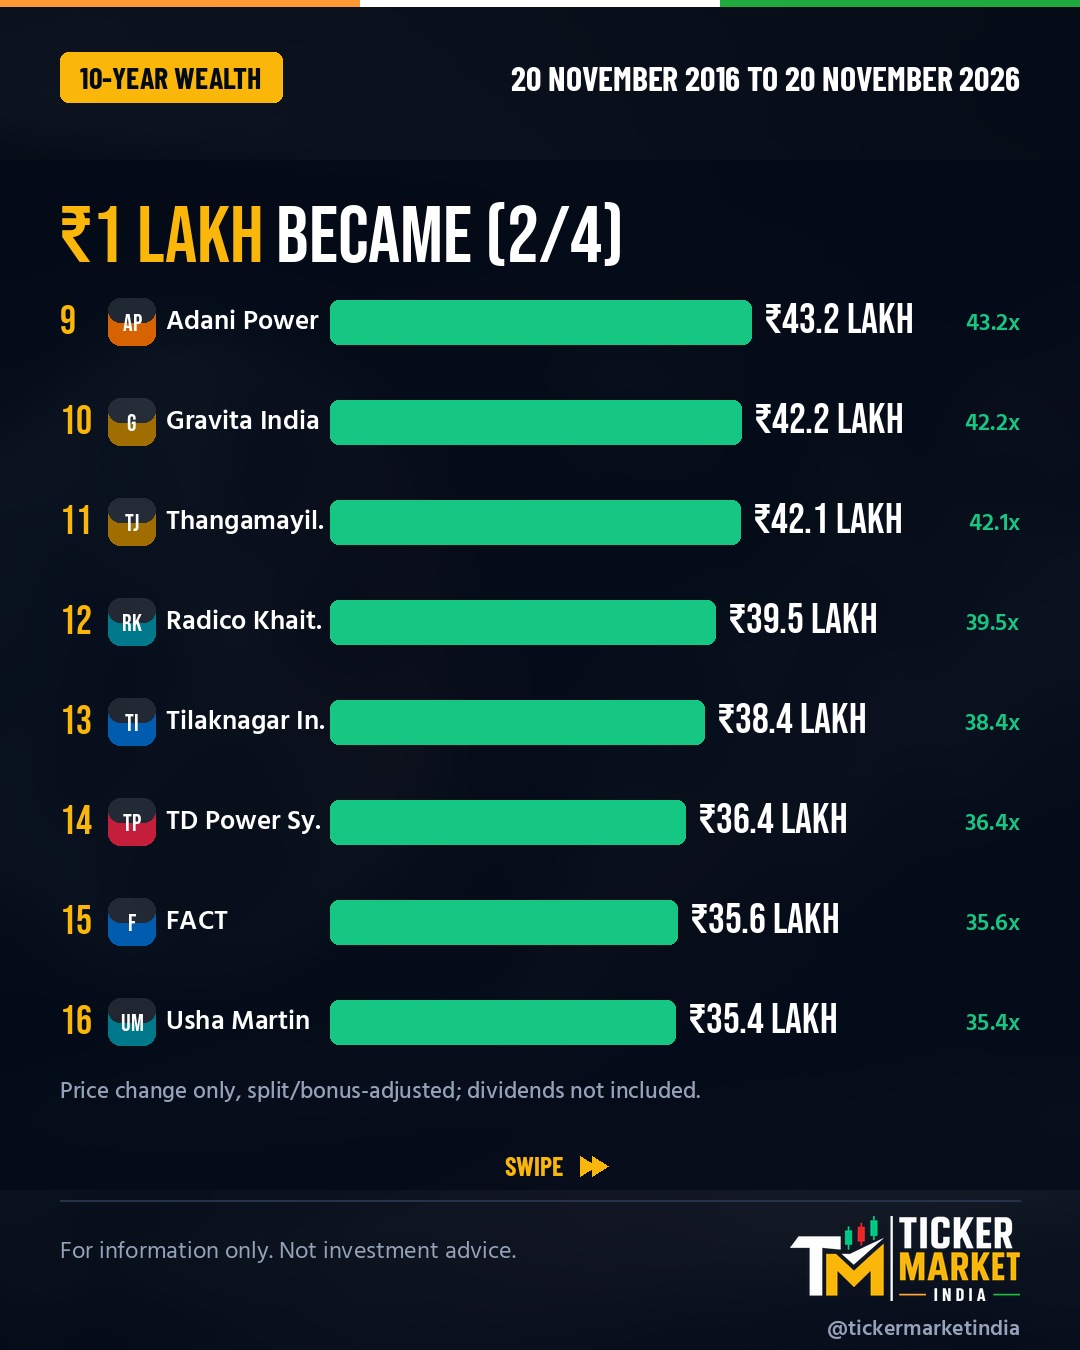 10-YEAR WEALTH
20 NOVEMBER 2016 TO 20 NOVEMBER 2026
₹1 LAKH BECAME (2/4)
9 AP Adani Power ₹43.2 LAKH 43.2x
10 G Gravita India ₹42.2 LAKH 42.2x
11 TJ Thangamayil. ₹42.1 LAKH 42.1x
12 RK Radico Khait. ₹39.5 LAKH 39.5x
13 TI Tilaknagar In. ₹38.4 LAKH 38.4x
14 TP TD Power Sy. ₹36.4 LAKH 36.4x
15 F FACT ₹35.6 LAKH 35.6x
16 UM Usha Martin ₹35.4 LAKH 35.4x
Price change only, split/bonus-adjusted; dividends not included.
SWIPE
For information only. Not investment advice.
TM TICKER
MARKET
INDIA
@tickermarketindia